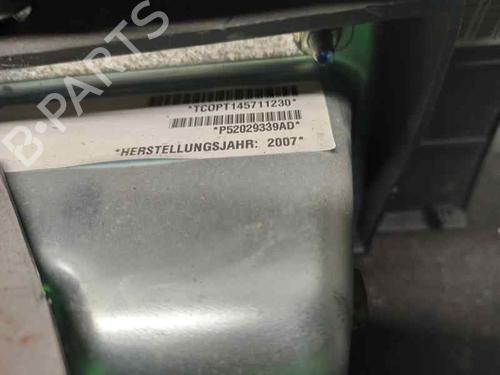 *TCOPT145711230*
*P52029339AD*
*HERSTELLUNGSJAHR: 2007*
B-PARTS